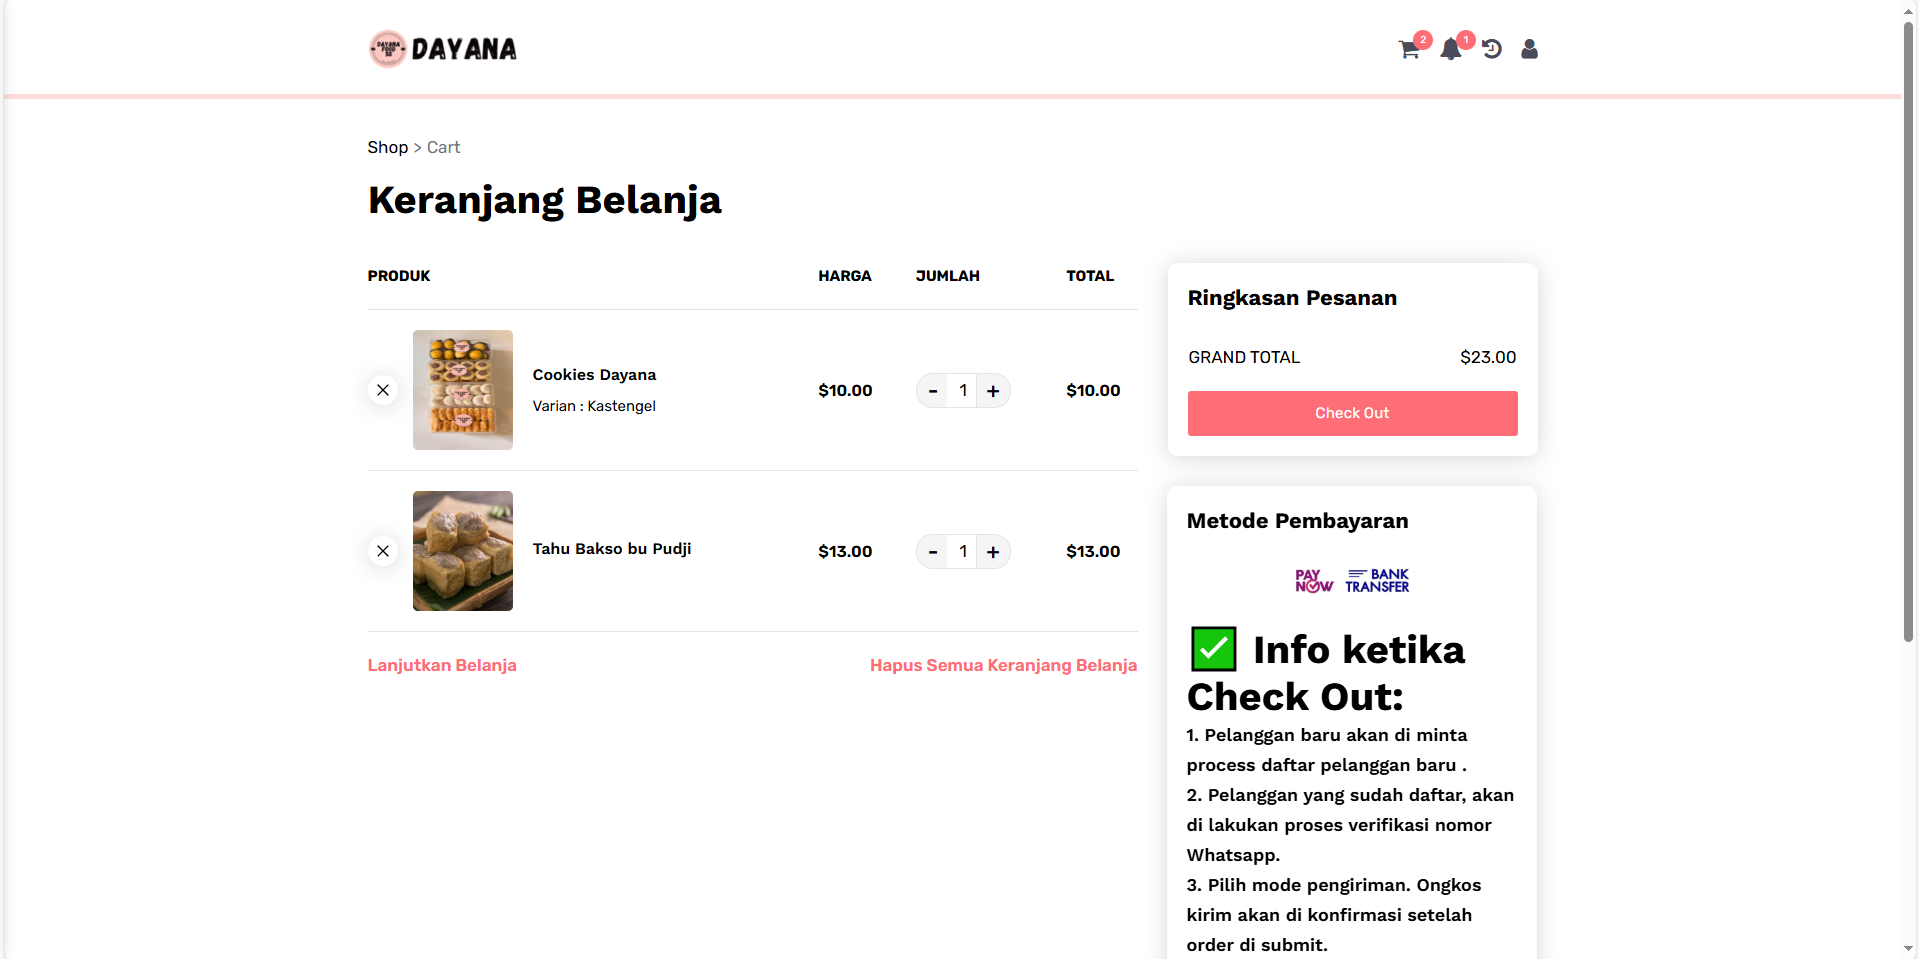 DAYANA FOOD SG
DAYANA
2
1
Shop > Cart
Keranjang Belanja
PRODUK HARGA JUMLAH TOTAL
Cookies Dayana
Varian : Kastengel
$10.00 - 1 + $10.00
Tahu Bakso bu Pudji
$13.00 - 1 + $13.00
Lanjutkan Belanja
Hapus Semua Keranjang Belanja
Ringkasan Pesanan
GRAND TOTAL $23.00
Check Out
Metode Pembayaran
PAY NOW
BANK TRANSFER
✅ Info ketika
Check Out:
1. Pelanggan baru akan di minta
process daftar pelanggan baru .
2. Pelanggan yang sudah daftar, akan
di lakukan proses verifikasi nomor
Whatsapp.
3. Pilih mode pengiriman. Ongkos
kirim akan di konfirmasi setelah
order di submit.